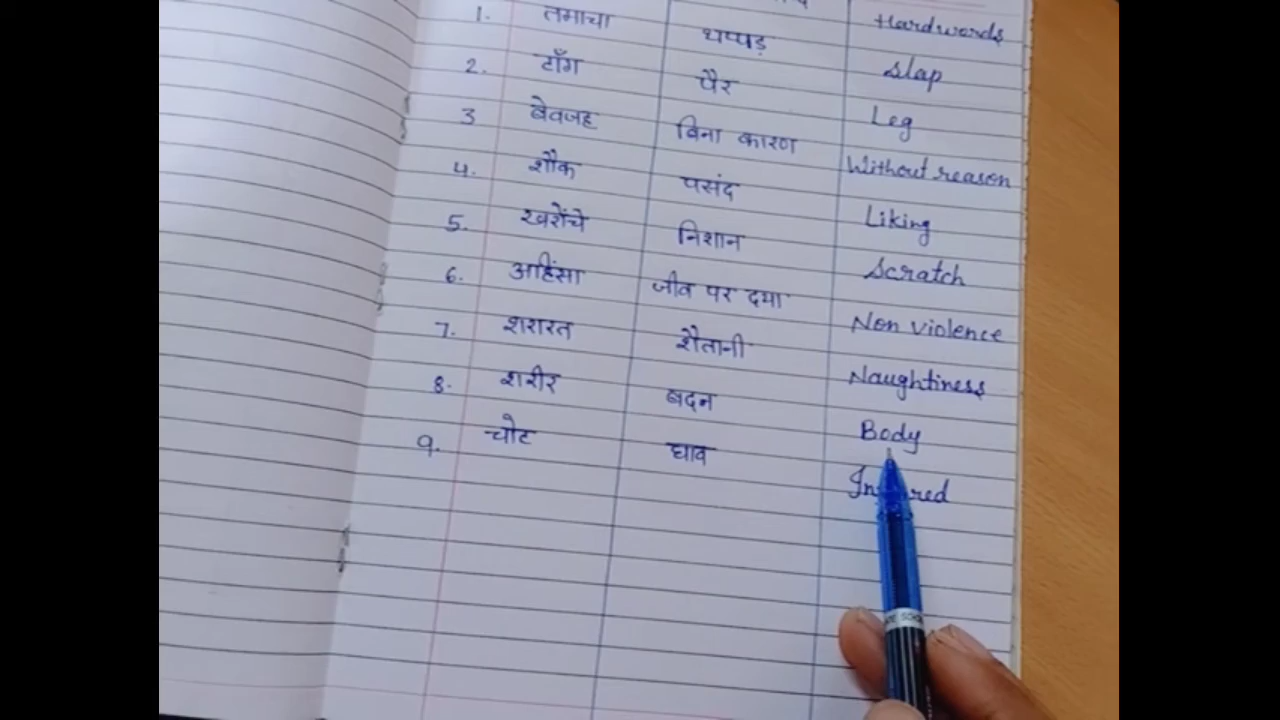 Hardwords
1. तमाचा थप्पड़ Slap
2. टाँग पैर Leg
3 बेवजह बिना कारण Without reason
4. शौक पसंद Liking
5. खरोंचे निशान Scratch
6. अहिंसा जीव पर दया Non violence
7. शरारत शैतानी Naughtiness
8. शरीर बदन Body
9. चोट घाव